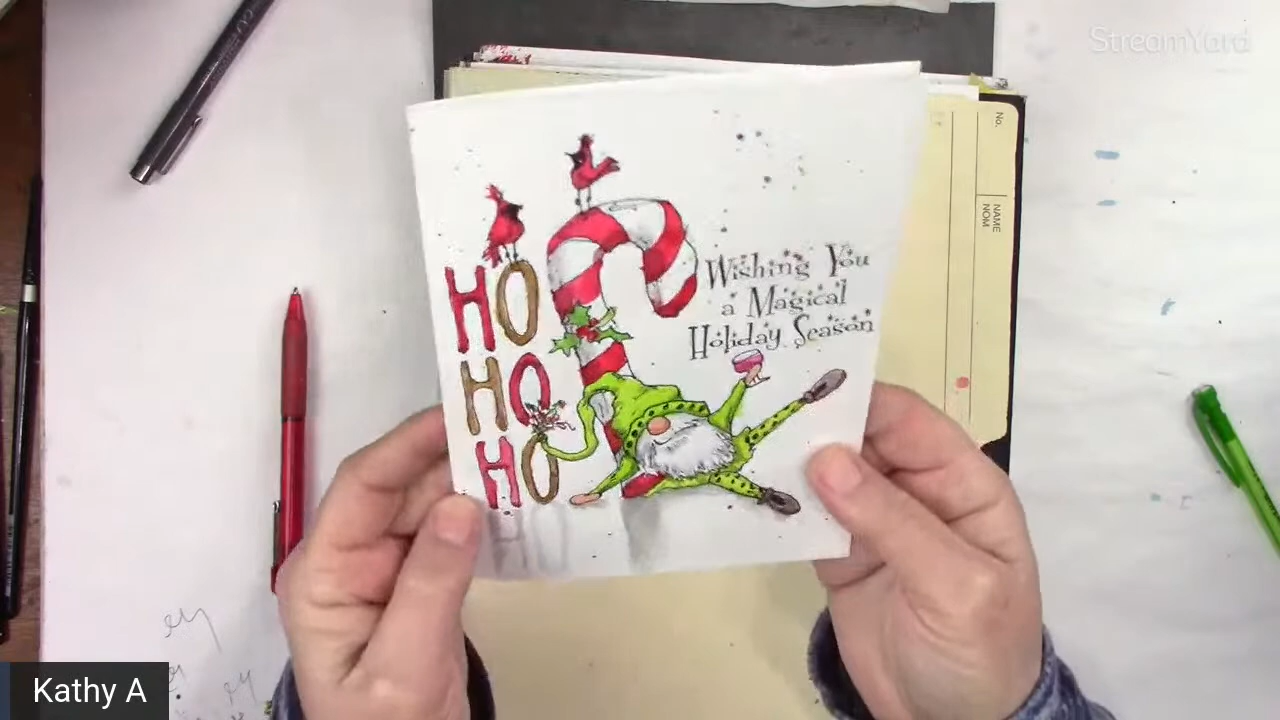 StreamYard
No.
NAME
NOM
HO
HO
HO
Wishing You
a Magical
Holiday Season
Kathy A